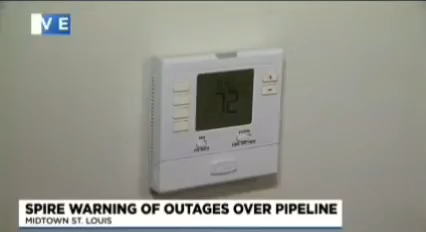 VE
72
SPIRE WARNING OF OUTAGES OVER PIPELINE
MIDTOWN ST. LOUIS